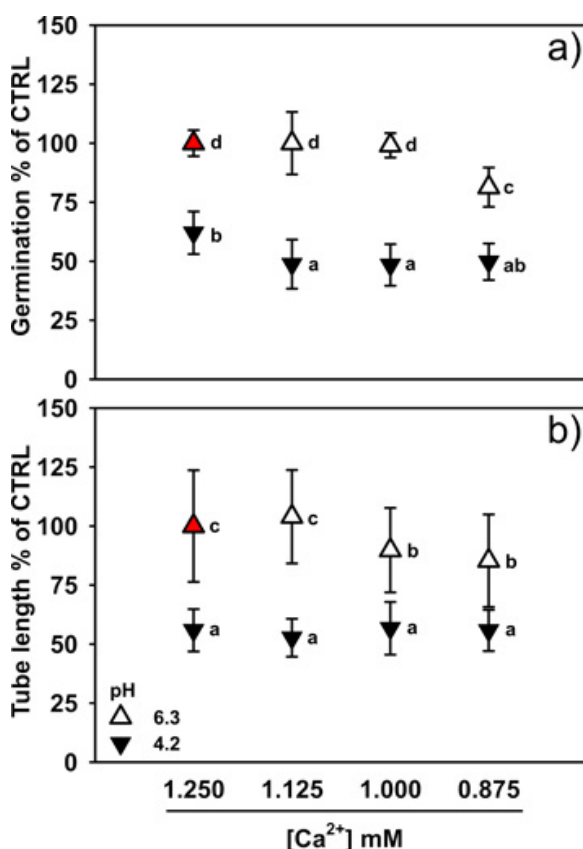 a)
Germination % of CTRL
150
125
100
75
50
25
0
d
d
d
c
b
a
a
ab
b)
Tube length % of CTRL
150
125
100
75
50
25
0
c
c
b
b
a
a
a
a
pH
6.3
4.2
1.250 1.125 1.000 0.875
[Ca²⁺] mM